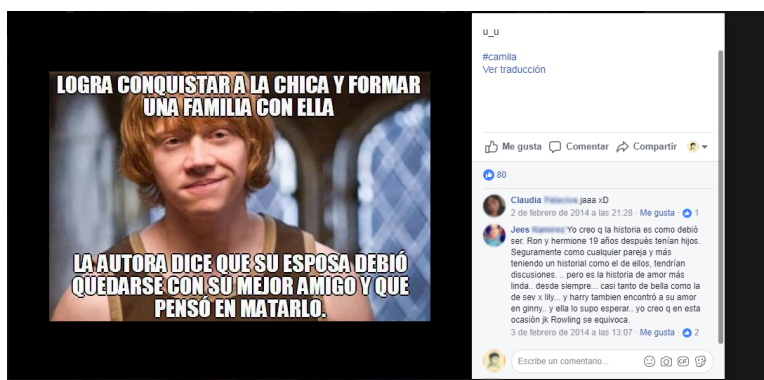 LOGRA CONQUISTAR A LA CHICA Y FORMAR
UNA FAMILIA CON ELLA
LA AUTORA DICE QUE SU ESPOSA DEBIÓ
QUEDARSE CON SU MEJOR AMIGO Y QUE
PENSÓ EN MATARLO.
u_u
#camila
Ver traducción
Me gusta Comentar Compartir
80
Claudia jaaa xD
2 de febrero de 2014 a las 21:28 · Me gusta · 1
Jees Yo creo q la historia es como debió
ser. Ron y hermione 19 años después tenían hijos.
Seguramente como cualquier pareja y más
teniendo un historial como el de ellos, tendrían
discusiones. .. pero es la historia de amor más
linda.. desde siempre... casi tanto de bella como la
de sev x lily... y harry tambien encontró a su amor
en ginny.. y ella lo supo esperar.. yo creo q en esta
ocasión jk Rowling se equivoca.
3 de febrero de 2014 a las 13:07 · Me gusta · 2
Escribe un comentario...
GIF